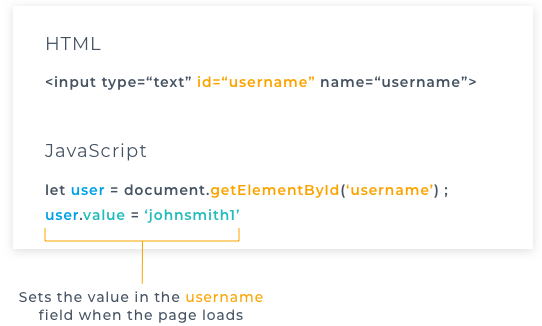 HTML
<input type=“text” id=“username” name=“username”>
JavaScript
let user = document.getElementById(‘username’) ;
user.value = ‘johnsmith1’
Sets the value in the username
field when the page loads